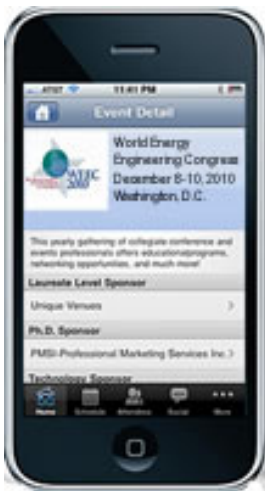 AT&T 11:41 PM
Event Detail
WEEC
2010
World Energy
Engineering Congress
December 8-10, 2010
Washington, D.C.
This yearly gathering of collegiate conference and
events professionals offers educationalprograms,
networking opportunities, and much more!
Laureate Level Sponsor
Unique Venues
Ph.D. Sponsor
PMSI-Professional Marketing Services Inc.
Technology Sponsor
Home Schedule Attendees Social More